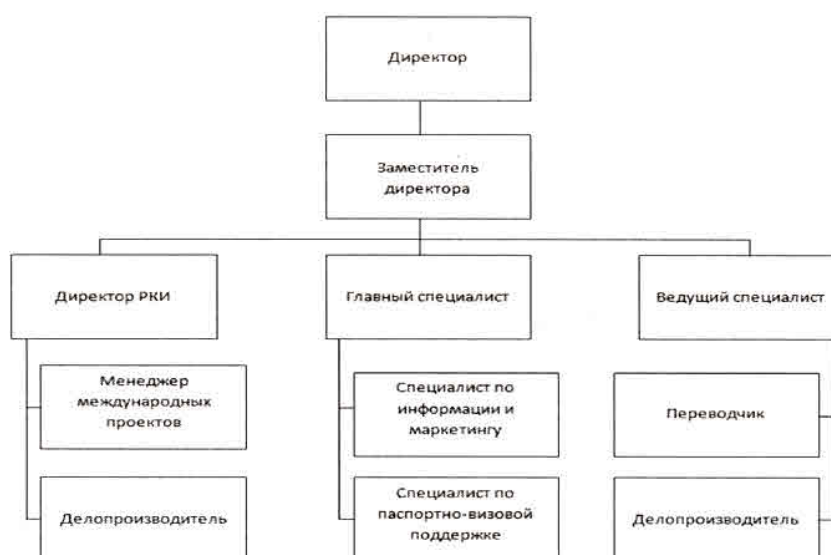 Директор
Заместитель
директора
Директор РКИ
Главный специалист
Ведущий специалист
Менеджер
международных
проектов
Специалист по
информации и
маркетингу
Переводчик
Делопроизводитель
Специалист по
паспортно-визовой
поддержке
Делопроизводитель